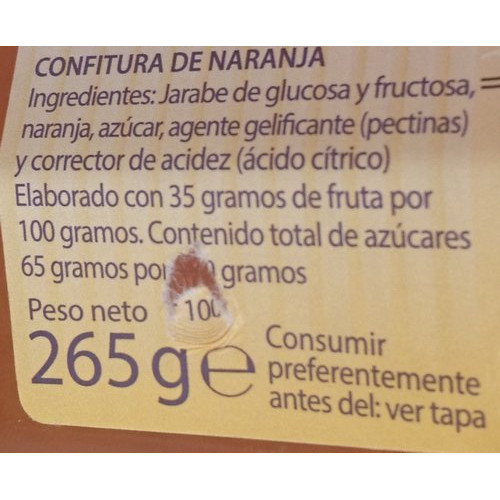 CONFITURA DE NARANJA
Ingredientes: Jarabe de glucosa y fructosa,
naranja, azúcar, agente gelificante (pectinas)
y corrector de acidez (ácido cítrico)
Elaborado con 35 gramos de fruta por
100 gramos. Contenido total de azúcares
65 gramos gramos
Peso neto 100
265g℮
Consumir
preferentemente
antes del: ver tapa